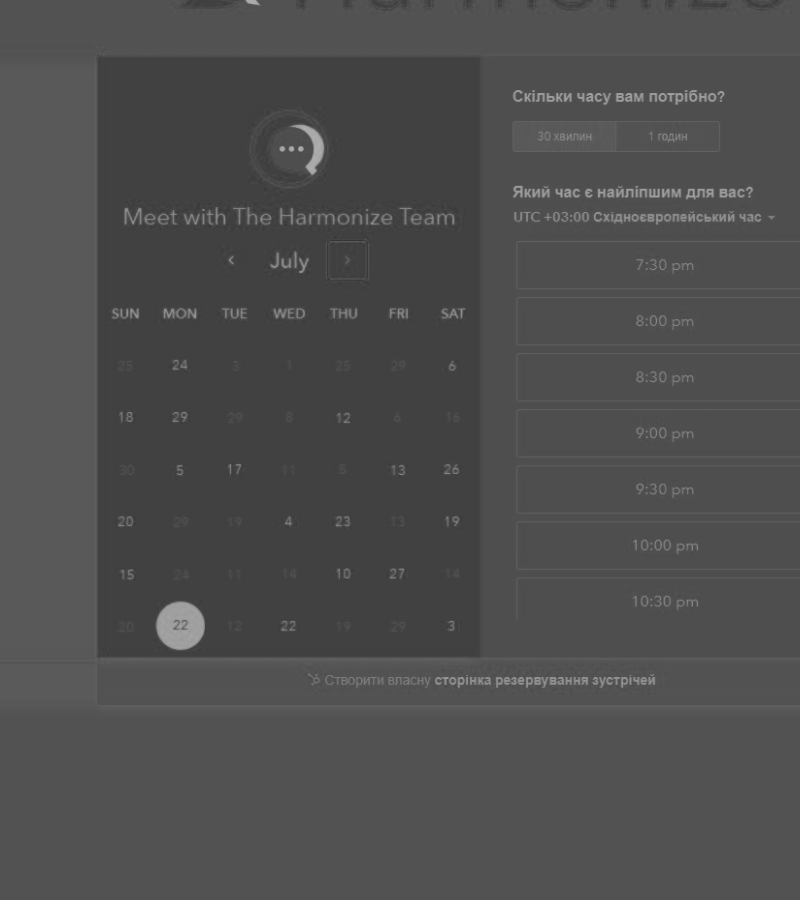 Harmonize
Meet with The Harmonize Team
July
SUN MON TUE WED THU FRI SAT
25 24 3 1 25 29 6
18 29 29 8 12 6 16
30 5 17 11 5 13 26
20 29 19 4 23 13 19
15 24 11 14 10 27 14
20 22 12 22 19 29 3
Скільки часу вам потрібно?
30 хвилин 1 годин
Який час є найліпшим для вас?
UTC +03:00 Східноєвропейський час
7:30 pm
8:00 pm
8:30 pm
9:00 pm
9:30 pm
10:00 pm
10:30 pm
Створити власну сторінка резервування зустрічей